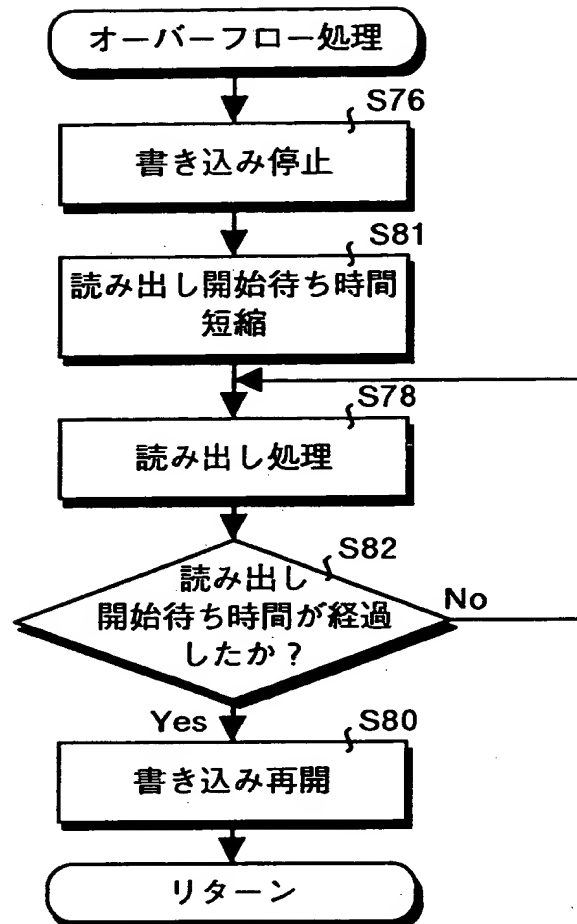 オーバーフロー処理
S76
書き込み停止
S81
読み出し開始待ち時間
短縮
S78
読み出し処理
S82
読み出し
開始待ち時間が経過
したか？
No
Yes
S80
書き込み再開
リターン